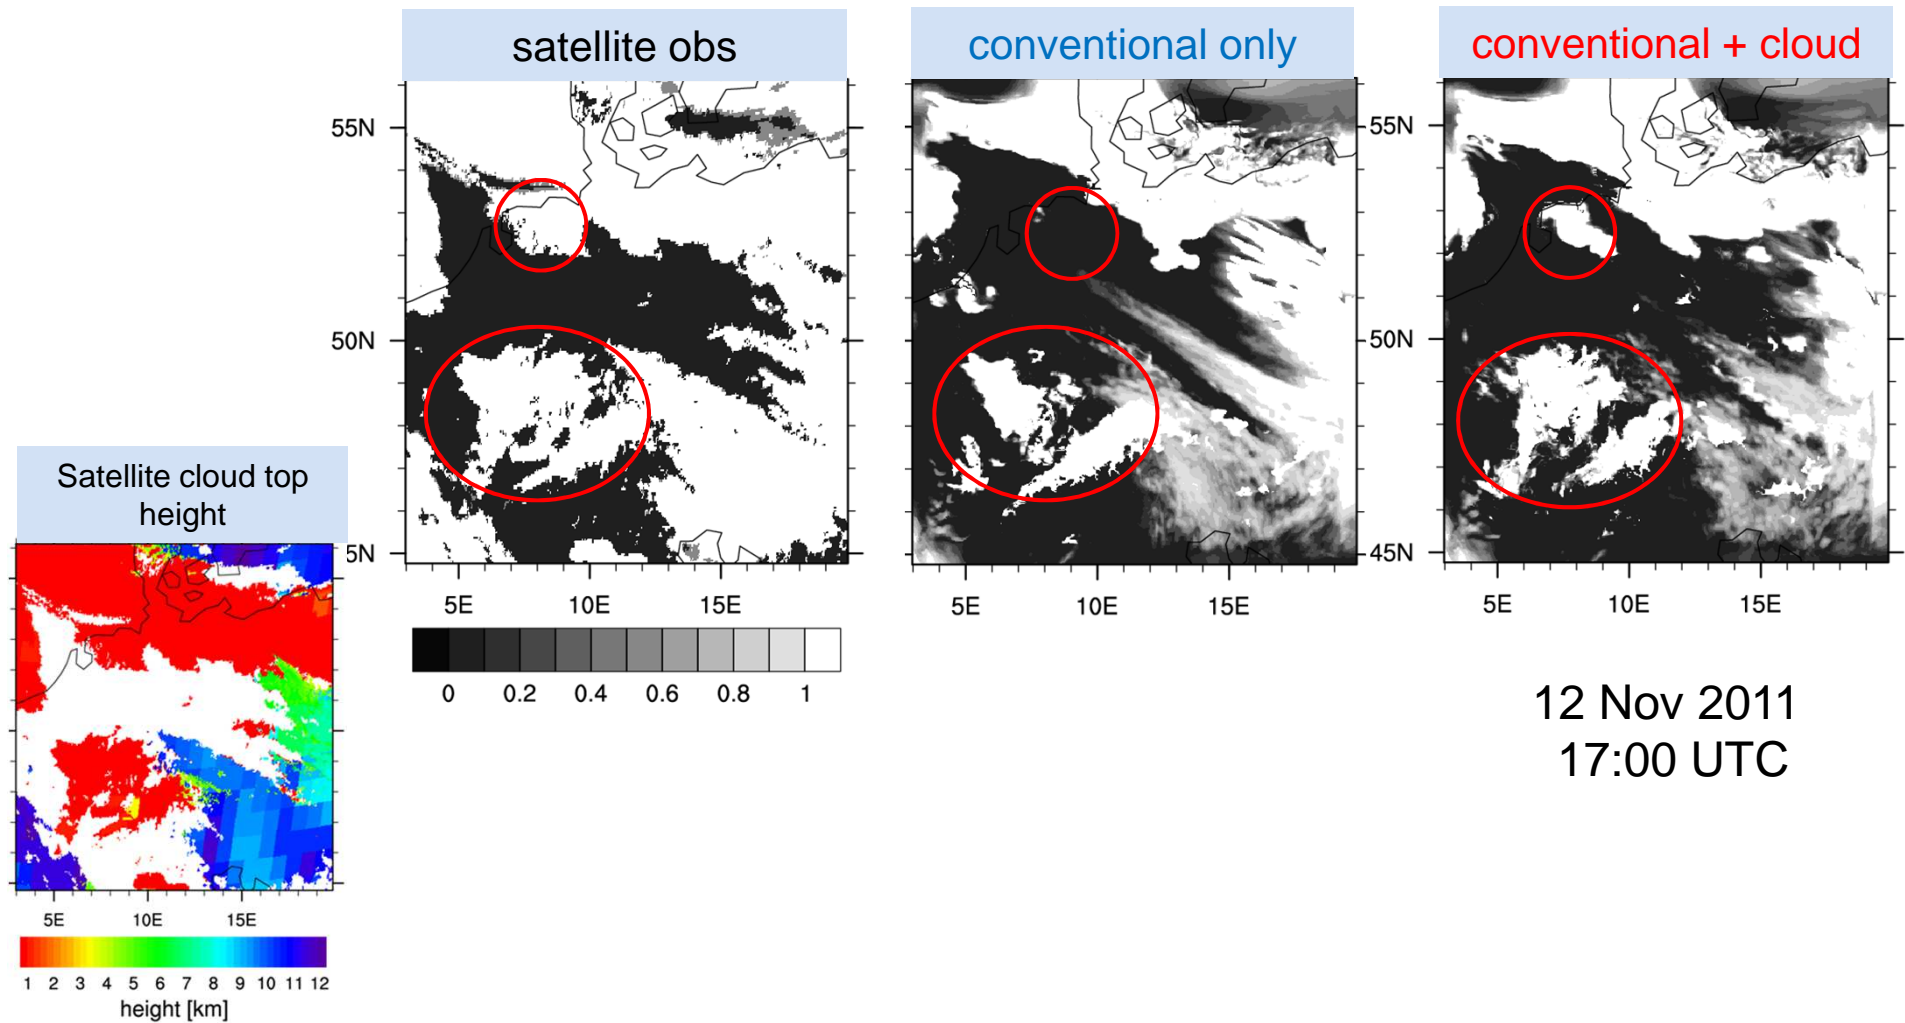 satellite obs
conventional only
conventional + cloud
55N
50N
5N
5E 10E 15E
0 0.2 0.4 0.6 0.8 1
55N
50N
45N
5E 10E 15E
5E 10E 15E
Satellite cloud top
height
5E 10E 15E
1 2 3 4 5 6 7 8 9 10 11 12
height [km]
12 Nov 2011
17:00 UTC